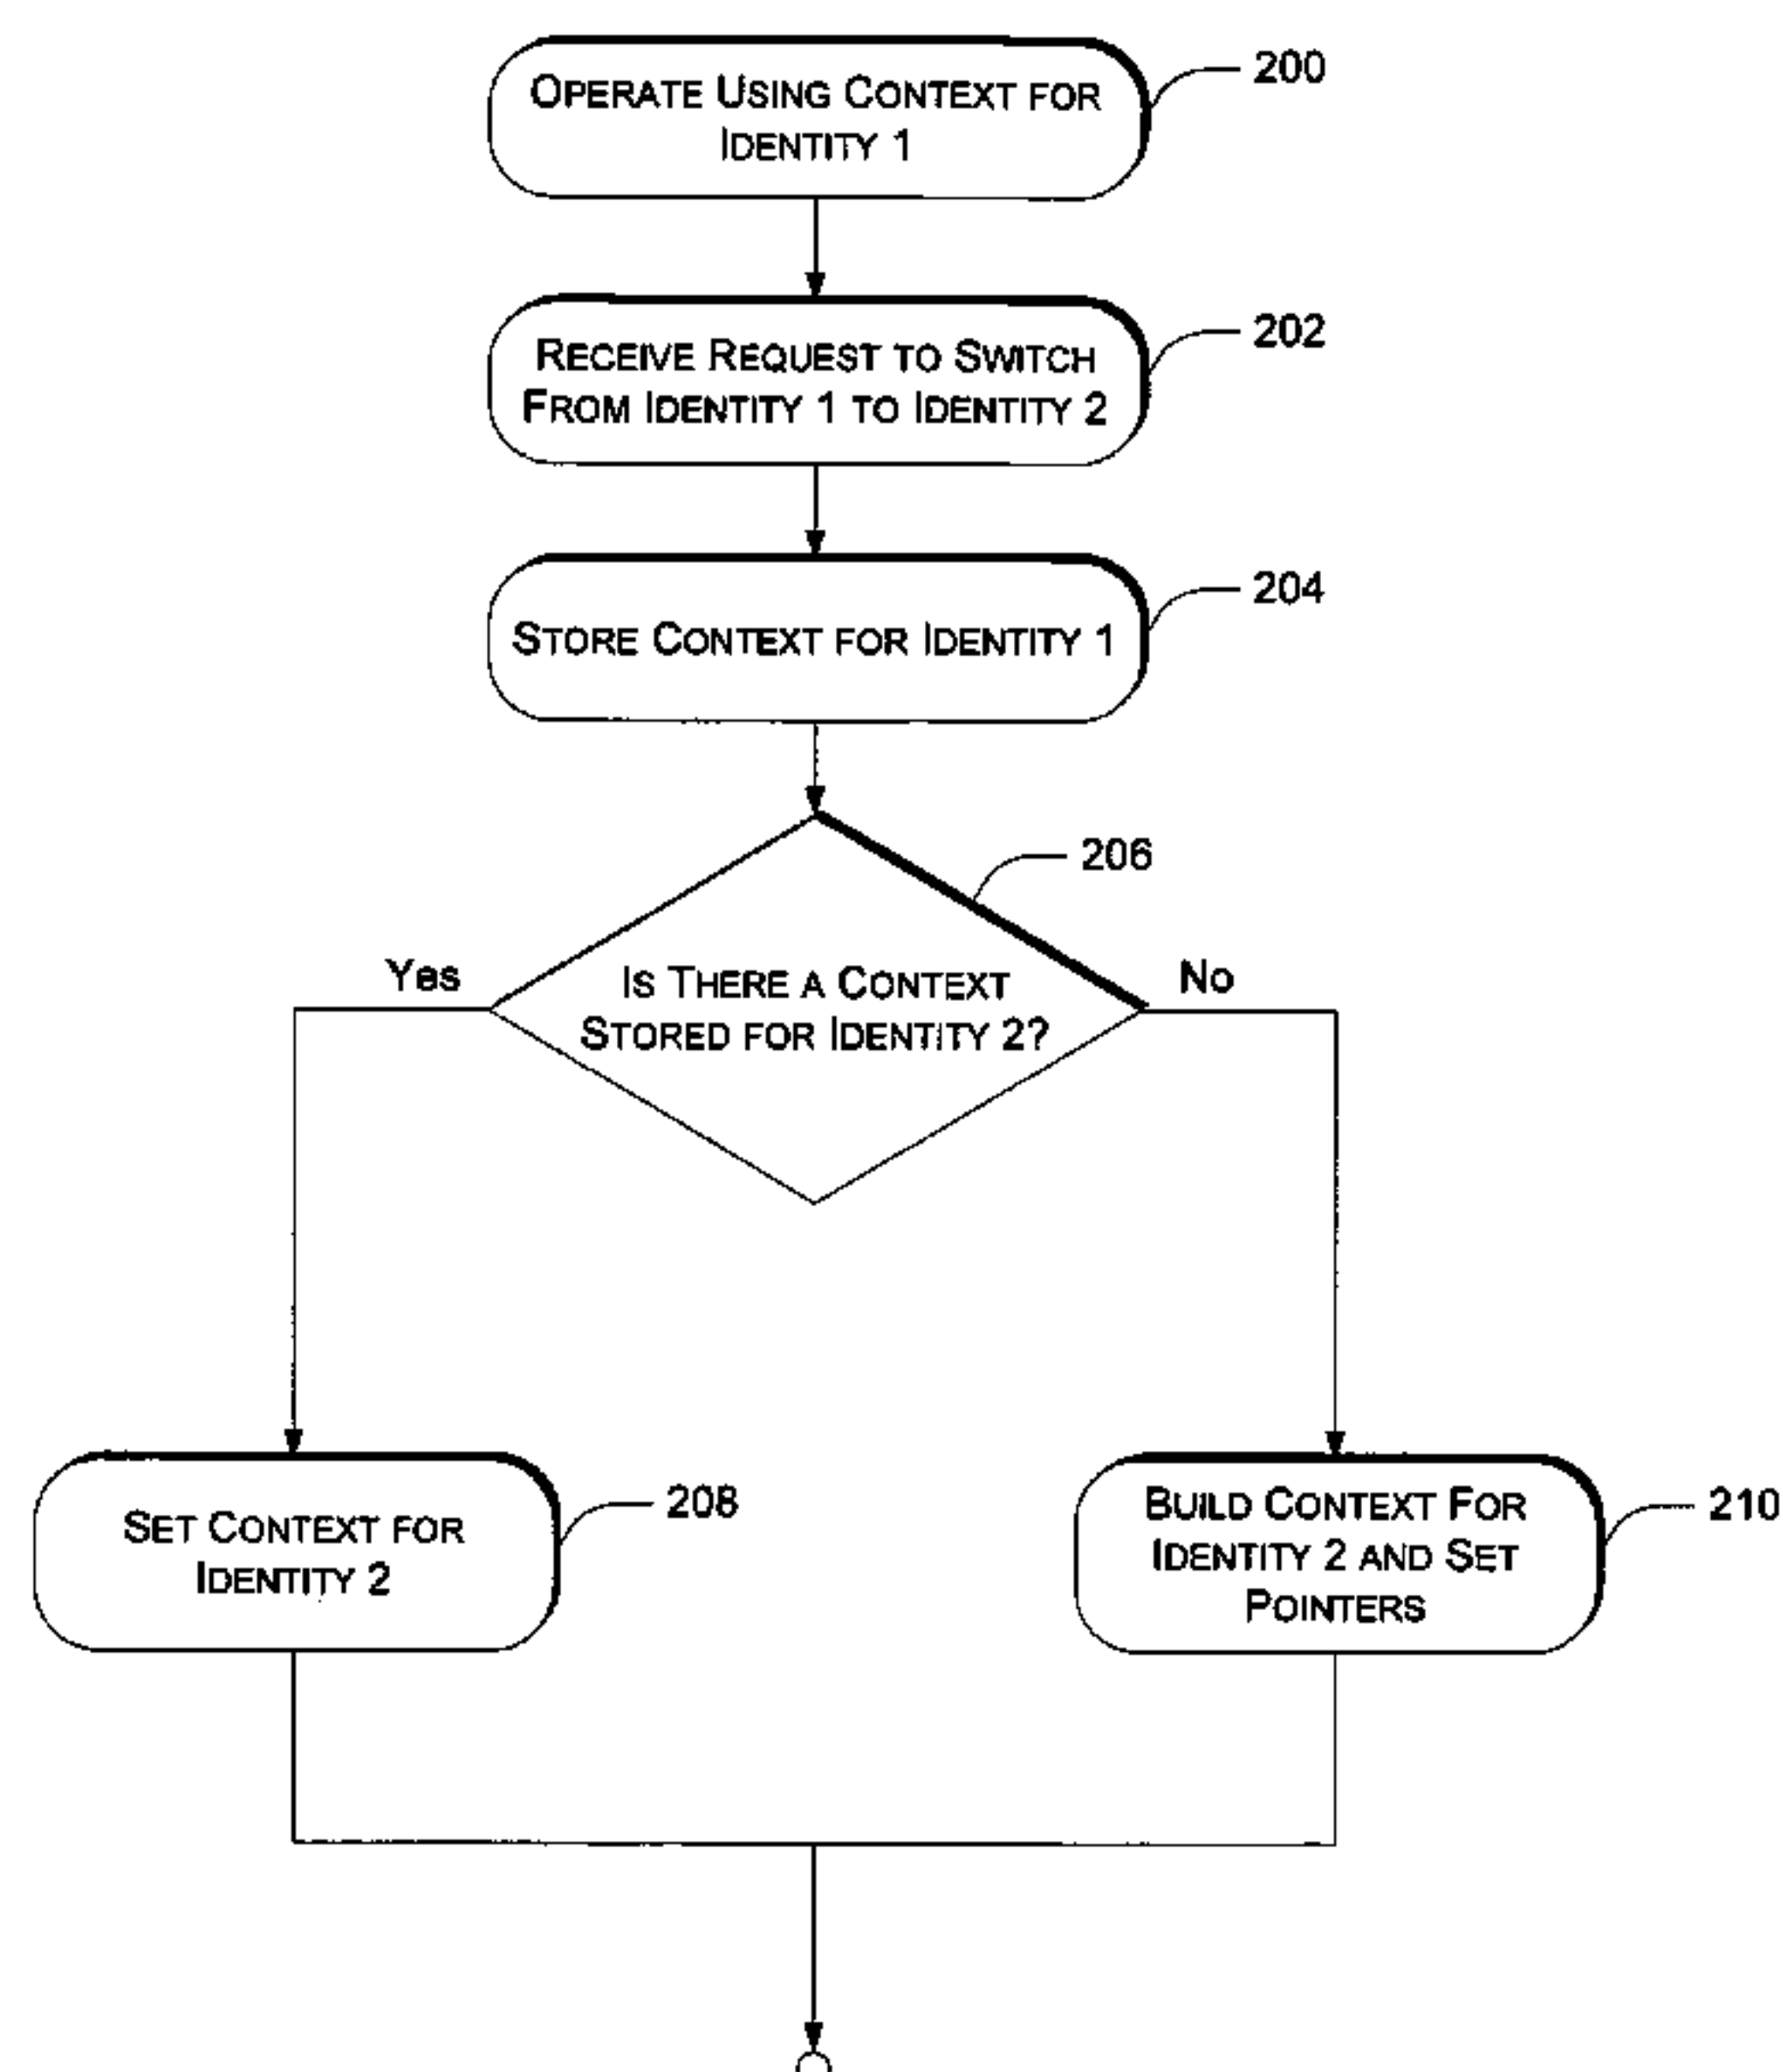 OPERATE USING CONTEXT FOR
IDENTITY 1
200
RECEIVE REQUEST TO SWITCH
FROM IDENTITY 1 TO IDENTITY 2
202
STORE CONTEXT FOR IDENTITY 1
204
206
Yes
IS THERE A CONTEXT
STORED FOR IDENTITY 2?
No
SET CONTEXT FOR
IDENTITY 2
208
BUILD CONTEXT FOR
IDENTITY 2 AND SET
POINTERS
210